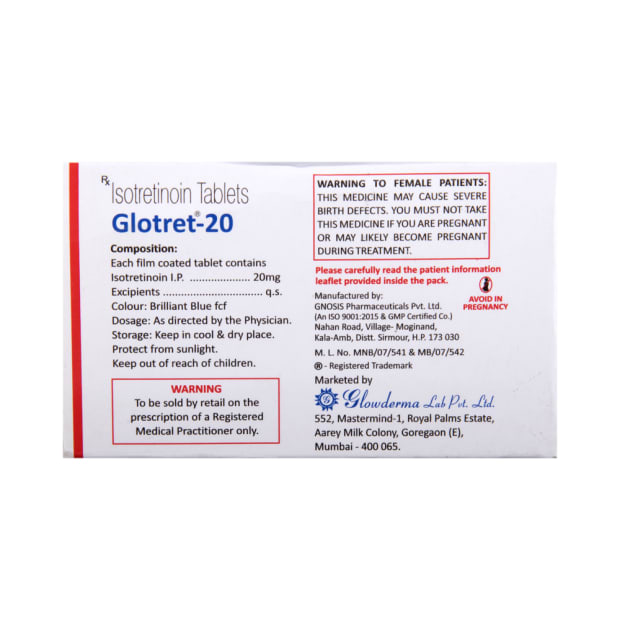 Rx
Isotretinoin Tablets
Glotret®-20
Composition:
Each film coated tablet contains
Isotretinoin I.P. ................... 20mg
Excipients ................................ q.s.
Colour: Brilliant Blue fcf
Dosage: As directed by the Physician.
Storage: Keep in cool & dry place.
Protect from sunlight.
Keep out of reach of children.
WARNING
To be sold by retail on the
prescription of a Registered
Medical Practitioner only.
WARNING TO FEMALE PATIENTS:
THIS MEDICINE MAY CAUSE SEVERE
BIRTH DEFECTS. YOU MUST NOT TAKE
THIS MEDICINE IF YOU ARE PREGNANT
OR MAY LIKELY BECOME PREGNANT
DURING TREATMENT.
Please carefully read the patient information
leaflet provided inside the pack.
AVOID IN
PREGNANCY
Manufactured by:
GNOSIS Pharmaceuticals Pvt. Ltd.
(An ISO 9001:2015 & GMP Certified Co.)
Nahan Road, Village- Moginand,
Kala-Amb, Distt. Sirmour, H.P. 173 030
M. L. No. MNB/07/541 & MB/07/542
® - Registered Trademark
Marketed by
G Glowderma Lab Pvt. Ltd.
552, Mastermind-1, Royal Palms Estate,
Aarey Milk Colony, Goregaon (E),
Mumbai - 400 065.